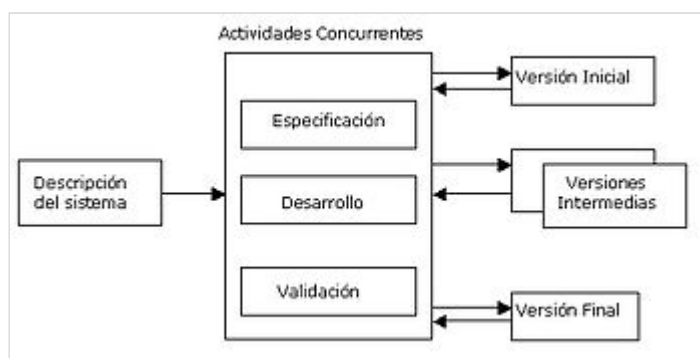 Actividades Concurrentes
Versión Inicial
Especificación
Descripción
del sistema
Desarrollo
Versiones
Intermedias
Validación
Versión Final